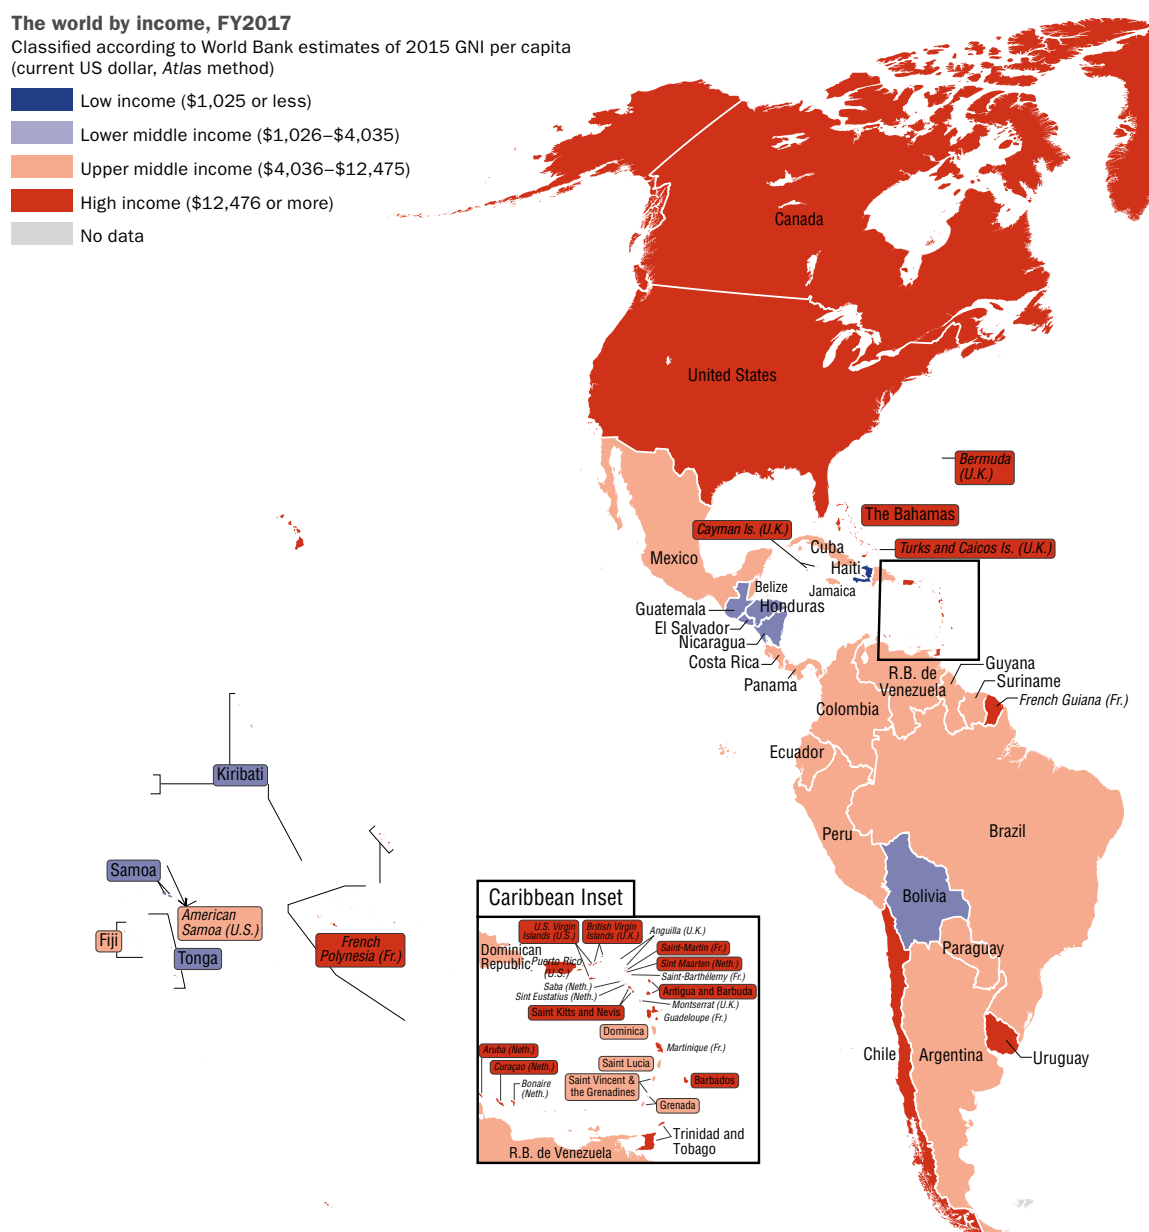 The world by income, FY2017
Classified according to World Bank estimates of 2015 GNI per capita
(current US dollar, Atlas method)
Low income ($1,025 or less)
Lower middle income ($1,026–$4,035)
Upper middle income ($4,036–$12,475)
High income ($12,476 or more)
No data
Canada
United States
Bermuda
(U.K.)
The Bahamas
Cayman Is. (U.K.)
Turks and Caicos Is. (U.K.)
Cuba
Mexico
Haiti
Belize
Jamaica
Guatemala
Honduras
El Salvador
Nicaragua
Costa Rica
Panama
Guyana
R.B. de
Venezuela
Suriname
French Guiana (Fr.)
Colombia
Ecuador
Kiribati
Peru
Brazil
Samoa
Bolivia
American
Samoa (U.S.)
Fiji
Tonga
French
Polynesia (Fr.)
Paraguay
Chile
Argentina
Uruguay
Caribbean Inset
U.S. Virgin
Islands (U.S.)
British Virgin
Islands (U.K.)
Anguilla (U.K.)
Saint-Martin (Fr.)
Dominican
Republic
Puerto Rico
(U.S.)
Sint Maarten (Neth.)
Saint-Barthélemy (Fr.)
Saba (Neth.)
Sint Eustatius (Neth.)
Antigua and Barbuda
Montserrat (U.K.)
Saint Kitts and Nevis
Guadeloupe (Fr.)
Dominica
Martinique (Fr.)
Aruba (Neth.)
Curaçao (Neth.)
Saint Lucia
Bonaire
(Neth.)
Saint Vincent &
the Grenadines
Barbados
Grenada
Trinidad and
Tobago
R.B. de Venezuela